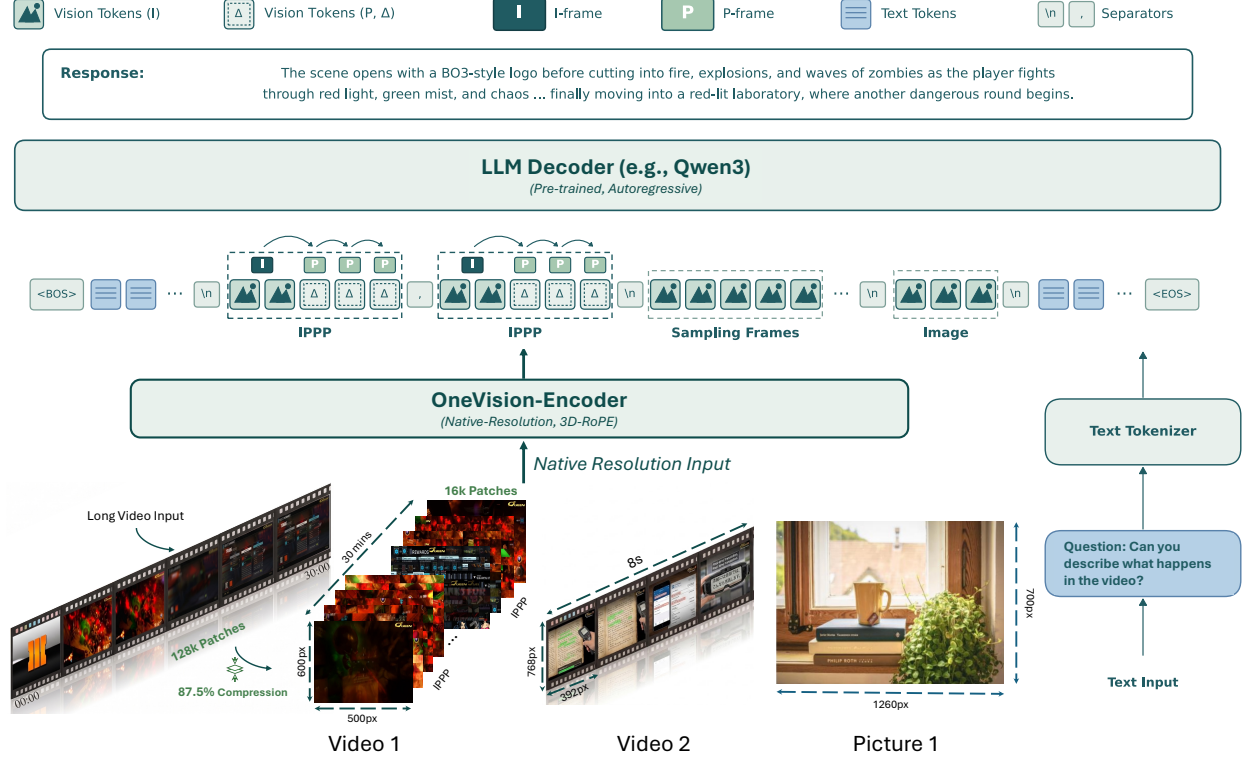 Vision Tokens (I)
Δ
Vision Tokens (P, Δ)
I
I-frame
P
P-frame
Text Tokens
\n
,
Separators
Response:
The scene opens with a BO3-style logo before cutting into fire, explosions, and waves of zombies as the player fights
through red light, green mist, and chaos ... finally moving into a red-lit laboratory, where another dangerous round begins.
LLM Decoder (e.g., Qwen3)
(Pre-trained, Autoregressive)
I P P P I P P P
<BOS> ... \n Δ Δ Δ , Δ Δ Δ \n ... \n \n ... <EOS>
IPPP
IPPP
Sampling Frames
Image
OneVision-Encoder
(Native-Resolution, 3D-RoPE)
Text Tokenizer
Native Resolution Input
Question: Can you
describe what happens
in the video?
Text Input
Long Video Input
00:00
30:00
128k Patches
87.5% Compression
30 mins
16k Patches
IPPP
...
IPPP
600px
500px
Video 1
8s
768px
392px
Video 2
PHILIP ROTH
700px
1260px
Picture 1